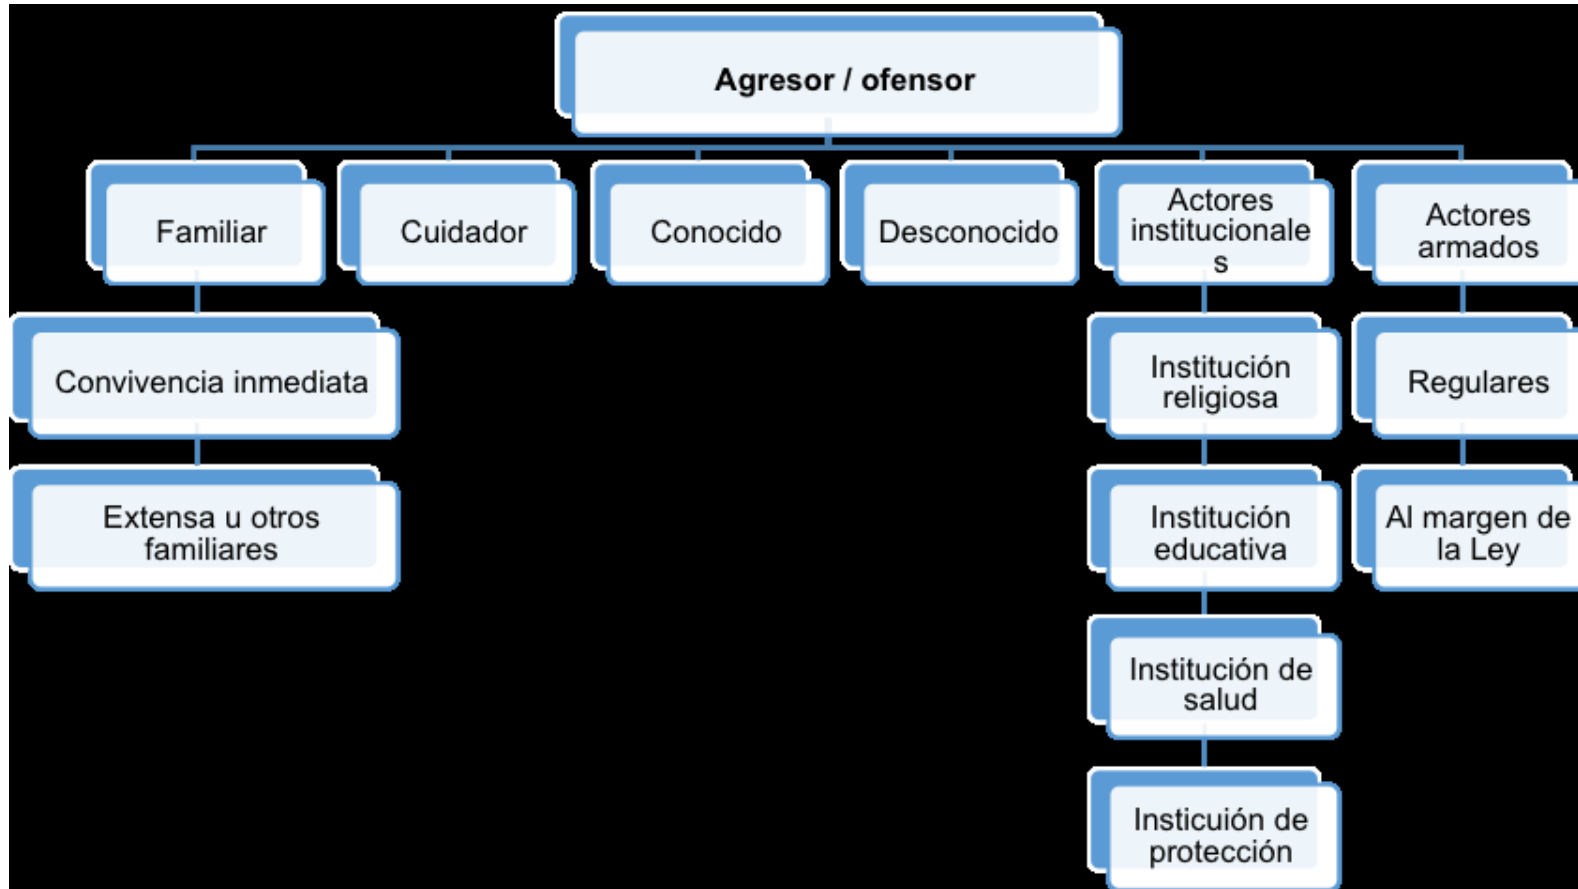 Agresor / ofensor
Familiar
Cuidador
Conocido
Desconocido
Actores
institucionale
s
Actores
armados
Convivencia inmediata
Extensa u otros
familiares
Institución
religiosa
Institución
educativa
Institución de
salud
Insticuión de
protección
Regulares
Al margen de
la Ley